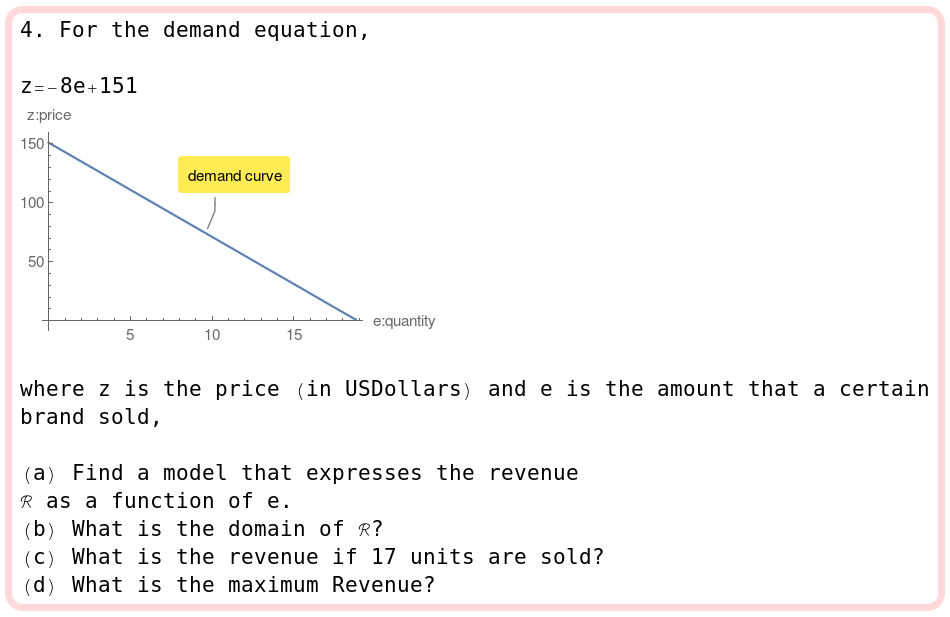 4. For the demand equation,
z=-8e+151
z:price
150
demand curve
100
50
e:quantity
5 10 15
where z is the price (in USDollars) and e is the amount that a certain
brand sold,
(a) Find a model that expresses the revenue
ℛ as a function of e.
(b) What is the domain of ℛ?
(c) What is the revenue if 17 units are sold?
(d) What is the maximum Revenue?